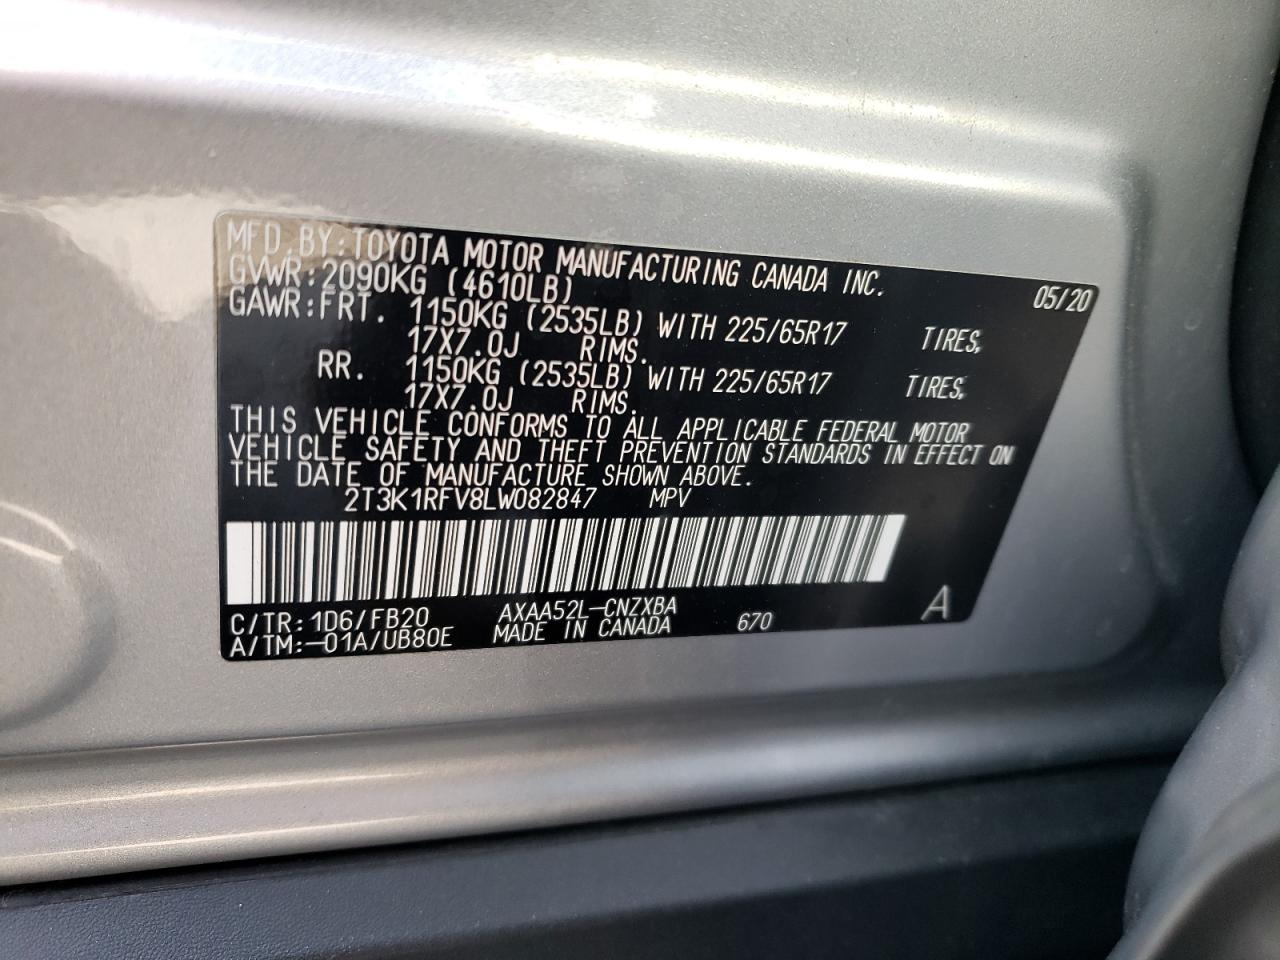 MFD.BY:TOYOTA MOTOR MANUFACTURING CANADA INC. 05/20
GVWR:2090KG (4610LB)
GAWR:FRT. 1150KG (2535LB) WITH 225/65R17 TIRES,
17X7.0J RIMS.
RR. 1150KG (2535LB) WITH 225/65R17 TIRES,
17X7.0J RIMS.
THIS VEHICLE CONFORMS TO ALL APPLICABLE FEDERAL MOTOR
VEHICLE SAFETY AND THEFT PREVENTION STANDARDS IN EFFECT ON
THE DATE OF MANUFACTURE SHOWN ABOVE.
2T3K1RFV8LW082847 MPV
C/TR:1D6/FB20 AXAA52L-CNZXBA 670 A
A/TM:-01A/UB80E MADE IN CANADA